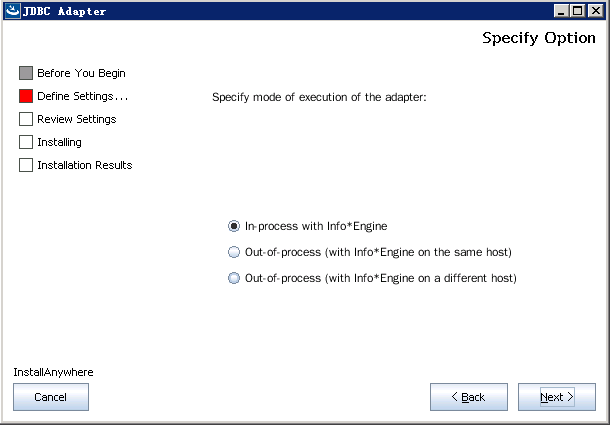 JDBC Adapter
Specify Option
Before You Begin
Define Settings...
Review Settings
Installing
Installation Results
Specify mode of execution of the adapter:
In-process with Info*Engine
Out-of-process (with Info*Engine on the same host)
Out-of-process (with Info*Engine on a different host)
InstallAnywhere
Cancel
< Back
Next >